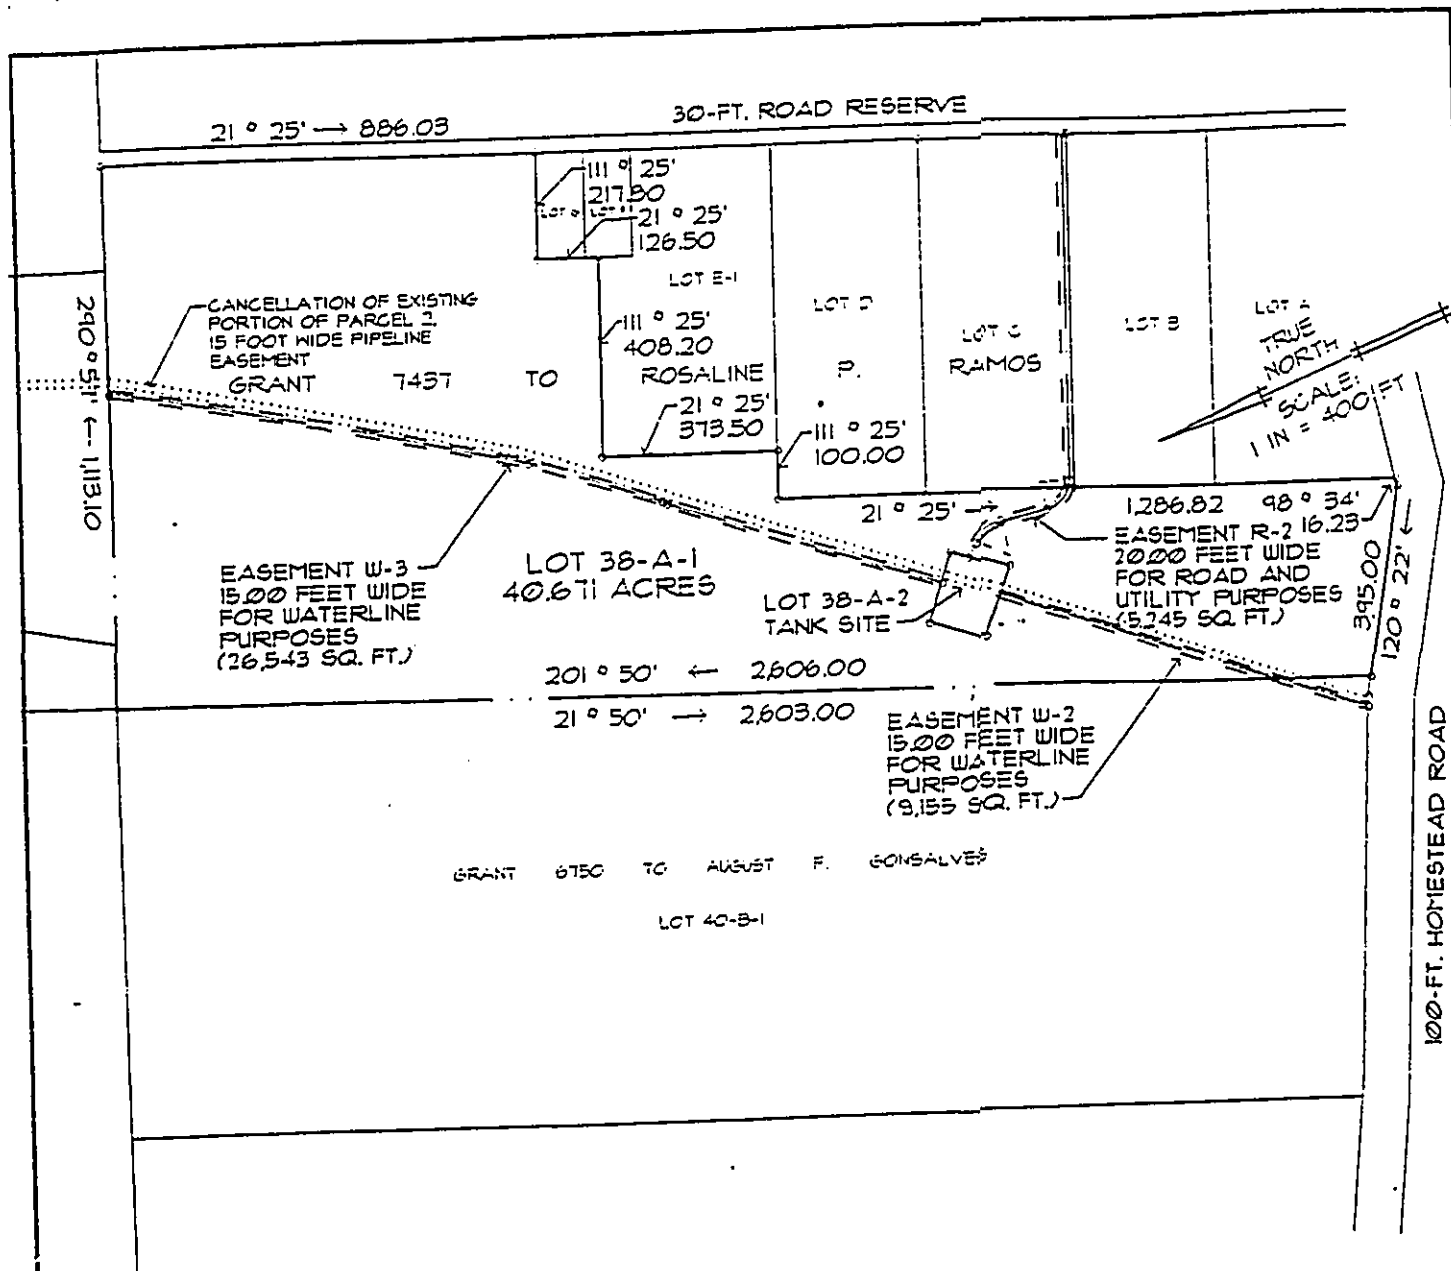 21° 25' → 886.03
30-FT. ROAD RESERVE
111° 25'
217.80
21° 25'
126.50
LOT E-1
LOT D
LOT C
LOT B
LOT A
TRUE
NORTH
SCALE:
1 IN = 400 FT
CANCELLATION OF EXISTING
PORTION OF PARCEL 2,
15 FOOT WIDE PIPELINE
EASEMENT
111° 25'
408.20
GRANT 7437 TO ROSALINE P. RAMOS
21° 25'
373.50
111° 25'
100.00
290° 51' ← 1,113.10
21° 25' →
1,286.82
98° 34'
16.23
395.00
120° 22' →
EASEMENT R-2
20.00 FEET WIDE
FOR ROAD AND
UTILITY PURPOSES
(5,245 SQ. FT.)
EASEMENT W-3
15.00 FEET WIDE
FOR WATERLINE
PURPOSES
(26,543 SQ. FT.)
LOT 38-A-1
40.671 ACRES
LOT 38-A-2
TANK SITE
201° 50' ← 2,606.00
21° 50' → 2,603.00
EASEMENT W-2
15.00 FEET WIDE
FOR WATERLINE
PURPOSES
(9,155 SQ. FT.)
GRANT 6750 TO AUGUST F. GONSALVES
LOT 40-B-1
100-FT. HOMESTEAD ROAD